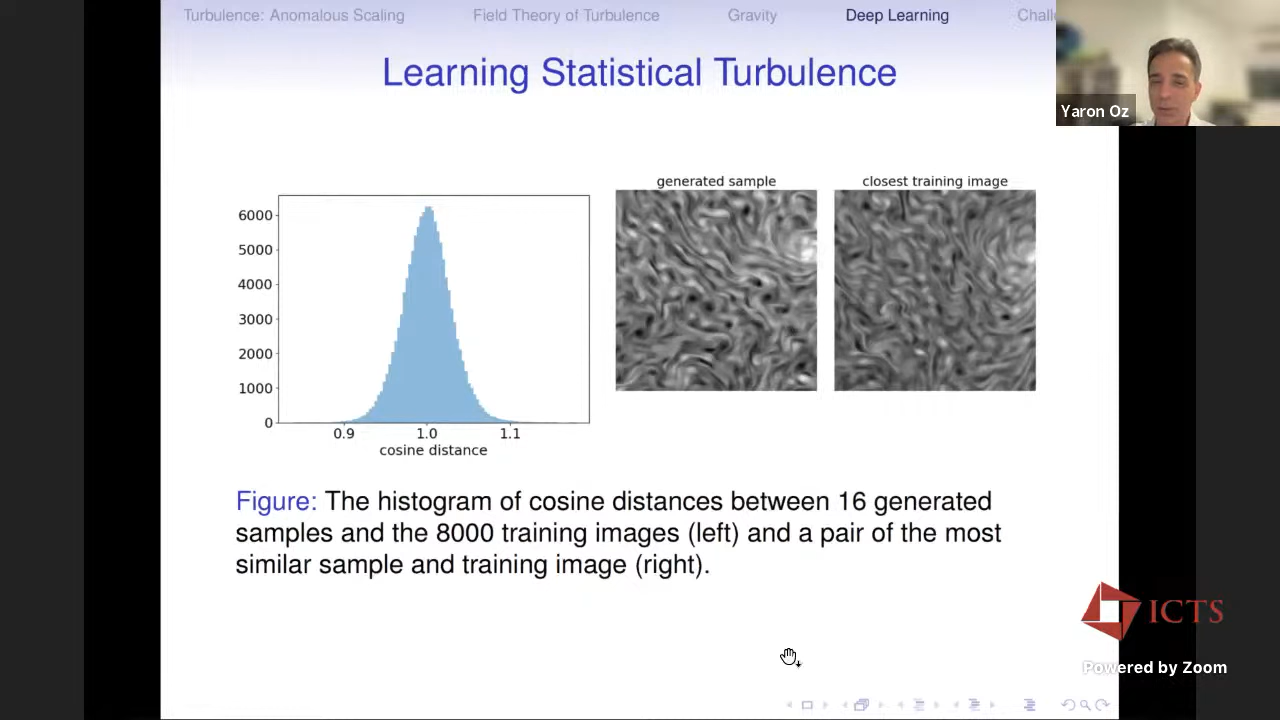 Turbulence: Anomalous Scaling Field Theory of Turbulence Gravity Deep Learning Chall
Learning Statistical Turbulence
Yaron Oz
generated sample closest training image
6000
5000
4000
3000
2000
1000
0
0.9 1.0 1.1
cosine distance
Figure: The histogram of cosine distances between 16 generated
samples and the 8000 training images (left) and a pair of the most
similar sample and training image (right).
ICTS
Powered by Zoom